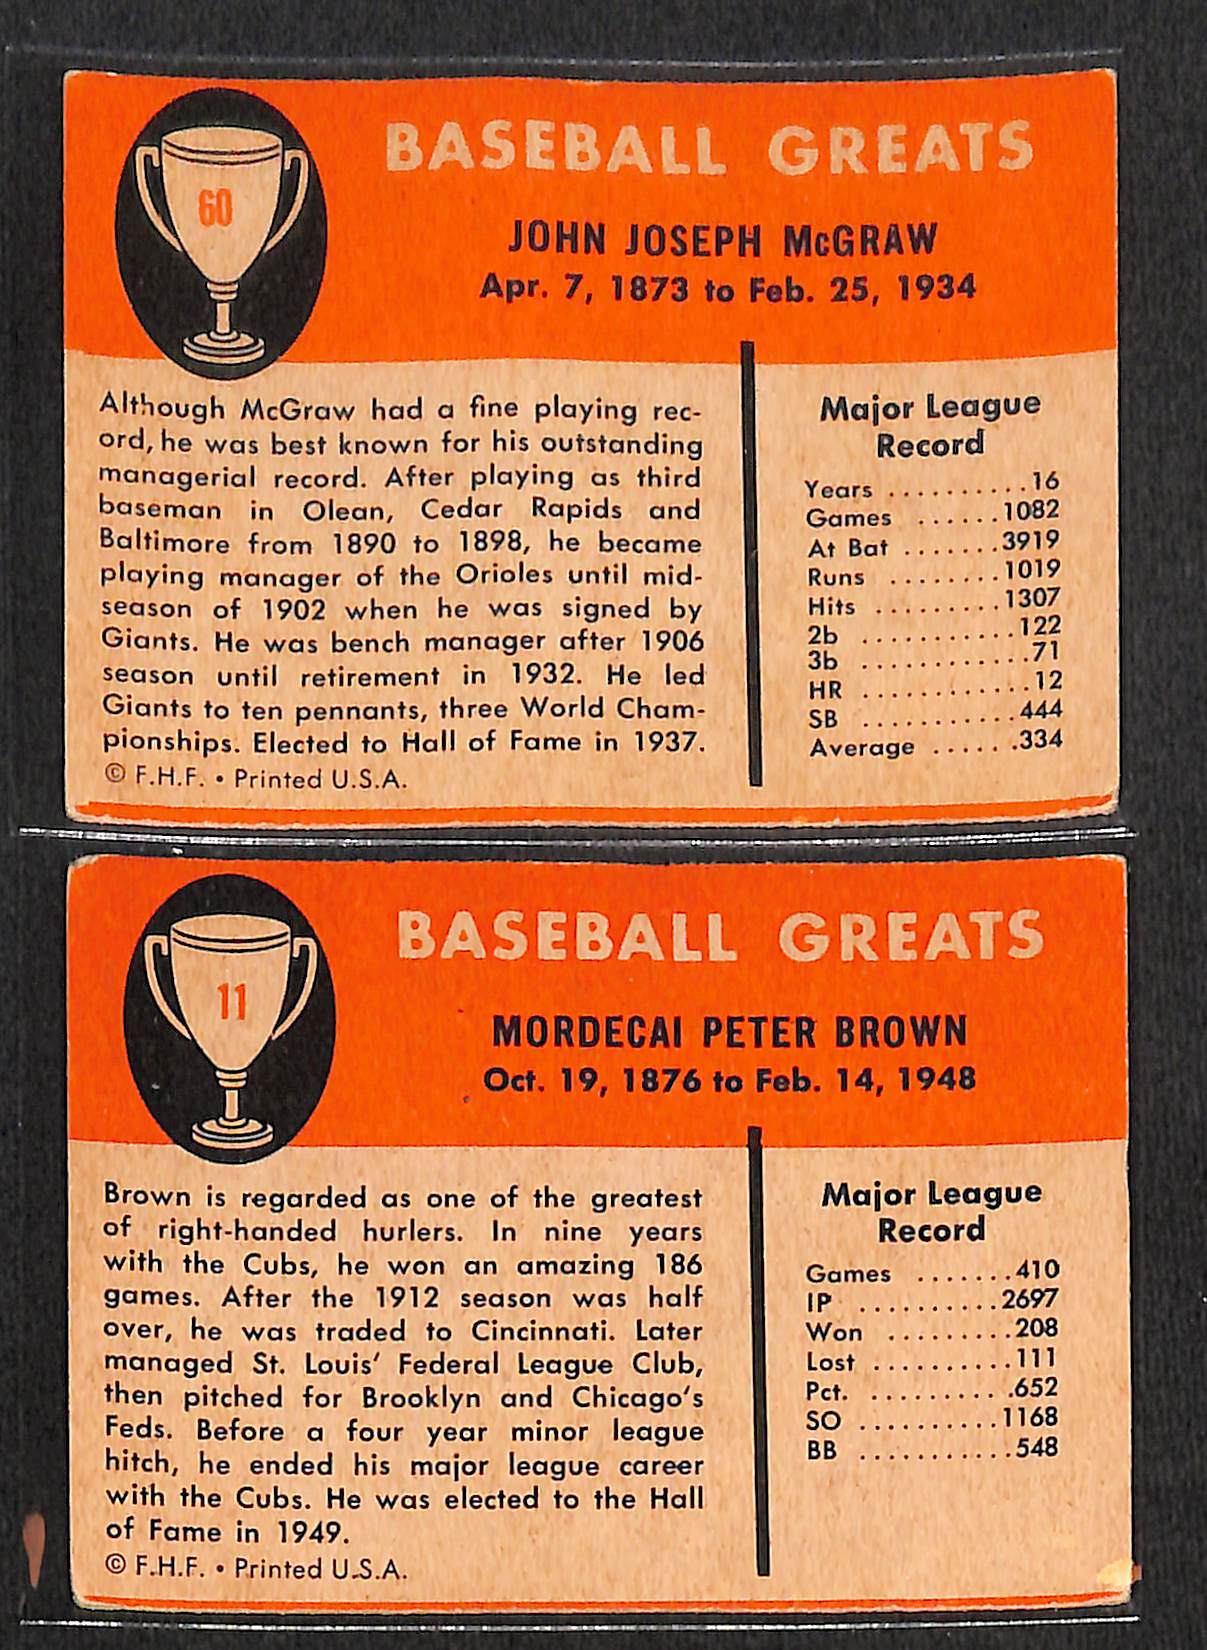 60
BASEBALL GREATS
JOHN JOSEPH McGRAW
Apr. 7, 1873 to Feb. 25, 1934
Although McGraw had a fine playing rec-
ord, he was best known for his outstanding
managerial record. After playing as third
baseman in Olean, Cedar Rapids and
Baltimore from 1890 to 1898, he became
playing manager of the Orioles until mid-
season of 1902 when he was signed by
Giants. He was bench manager after 1906
season until retirement in 1932. He led
Giants to ten pennants, three World Cham-
pionships. Elected to Hall of Fame in 1937.
© F.H.F. • Printed U.S.A.
Major League
Record
Years ..........16
Games ......1082
At Bat .......3919
Runs ........1019
Hits .........1307
2b ...........122
3b .............71
HR .............12
SB ...........444
Average .......334
11
BASEBALL GREATS
MORDECAI PETER BROWN
Oct. 19, 1876 to Feb. 14, 1948
Brown is regarded as one of the greatest
of right-handed hurlers. In nine years
with the Cubs, he won an amazing 186
games. After the 1912 season was half
over, he was traded to Cincinnati. Later
managed St. Louis' Federal League Club,
then pitched for Brooklyn and Chicago's
Feds. Before a four year minor league
hitch, he ended his major league career
with the Cubs. He was elected to the Hall
of Fame in 1949.
© F.H.F. • Printed U.S.A.
Major League
Record
Games .......410
IP ..........2697
Won .........208
Lost ..........111
Pct. ...........652
SO ..........1168
BB ...........548